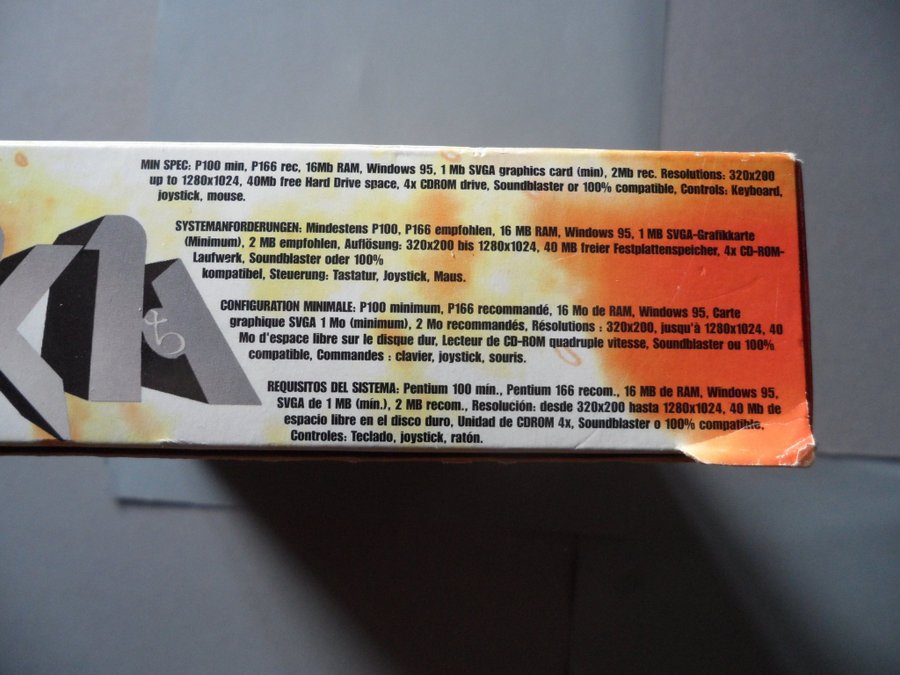 MIN SPEC: P100 min, P166 rec, 16Mb RAM, Windows 95, 1 Mb SVGA graphics card (min), 2Mb rec. Resolutions: 320x200
up to 1280x1024, 40Mb free Hard Drive space, 4x CDROM drive, Soundblaster or 100% compatible, Controls: Keyboard,
joystick, mouse.
SYSTEMANFORDERUNGEN: Mindestens P100, P166 empfohlen, 16 MB RAM, Windows 95, 1 MB SVGA-Grafikkarte
(Minimum), 2 MB empfohlen, Auflösung: 320x200 bis 1280x1024, 40 MB freier Festplattenspeicher, 4x CD-ROM-
Laufwerk, Soundblaster oder 100%
kompatibel, Steuerung: Tastatur, Joystick, Maus.
CONFIGURATION MINIMALE: P100 minimum, P166 recommandé, 16 Mo de RAM, Windows 95, Carte
graphique SVGA 1 Mo (minimum), 2 Mo recommandés, Résolutions : 320x200, jusqu'à 1280x1024, 40
Mo d'espace libre sur le disque dur, Lecteur de CD-ROM quadruple vitesse, Soundblaster ou 100%
compatible, Commandes : clavier, joystick, souris.
REQUISITOS DEL SISTEMA: Pentium 100 mín., Pentium 166 recom., 16 MB de RAM, Windows 95,
SVGA de 1 MB (mín.), 2 MB recom., Resolución: desde 320x200 hasta 1280x1024, 40 Mb de
espacio libre en el disco duro, Unidad de CDROM 4x, Soundblaster o 100% compatible.
Controles: Teclado, joystick, ratón.